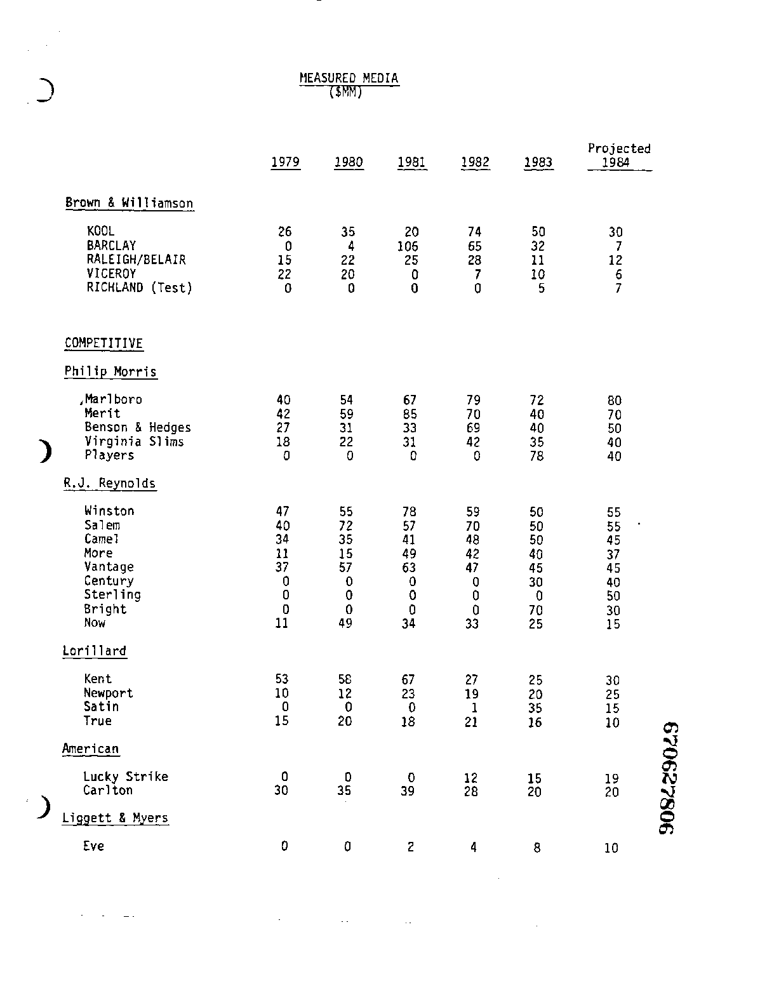 MEASURED MEDIA
($MM)
1979 1980 1981 1982 1983 Projected 1984
Brown & Williamson
KOOL 26 35 20 74 50 30
BARCLAY 0 4 106 65 32 7
RALEIGH/BELAIR 15 22 25 28 11 12
VICEROY 22 20 0 7 10 6
RICHLAND (Test) 0 0 0 0 5 7
COMPETITIVE
Philip Morris
Marlboro 40 54 67 79 72 80
Merit 42 59 85 70 40 70
Benson & Hedges 27 31 33 69 40 50
Virginia Slims 18 22 31 42 35 40
Players 0 0 0 0 78 40
R.J. Reynolds
Winston 47 55 78 59 50 55
Salem 40 72 57 70 50 55
Camel 34 35 41 48 50 45
More 11 15 49 42 40 37
Vantage 37 57 63 47 45 45
Century 0 0 0 0 30 40
Sterling 0 0 0 0 0 50
Bright 0 0 0 0 70 30
Now 11 49 34 33 25 15
Lorillard
Kent 53 58 67 27 25 30
Newport 10 12 23 19 20 25
Satin 0 0 0 1 35 15
True 15 20 18 21 16 10
American
Lucky Strike 0 0 0 12 15 19
Carlton 30 35 39 28 20 20
Liggett & Myers
Eve 0 0 2 4 8 10
670627806